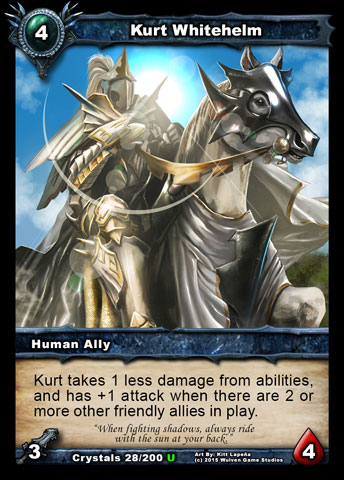 4
Kurt Whitehelm
Human Ally
Kurt takes 1 less damage from abilities,
and has +1 attack when there are 2 or
more other friendly allies in play.
"When fighting shadows, always ride
with the sun at your back."
3
Crystals 28/200 U
Art By: Kitt Lapeña
(c) 2015 Wulven Game Studios
4